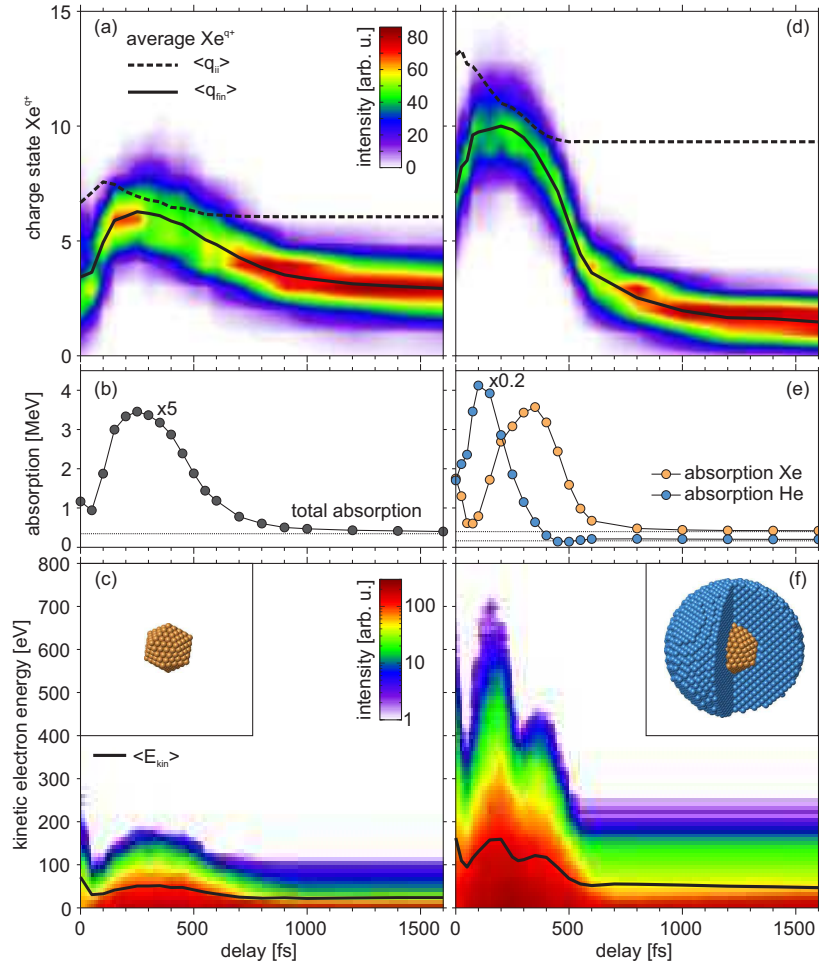 15
10
5
0
charge state Xe^q+
(a)
average Xe^q+
<q_ii>
<q_fin>
intensity [arb. u.]
80
60
40
20
0
(d)
4
3
2
1
0
absorption [MeV]
(b)
x5
total absorption
x0.2
(e)
absorption Xe
absorption He
800
700
600
500
400
300
200
100
0
kinetic electron energy [eV]
(c)
intensity [arb. u.]
100
10
1
<E_kin>
(f)
0 500 1000 1500
delay [fs]
0 500 1000 1500
delay [fs]